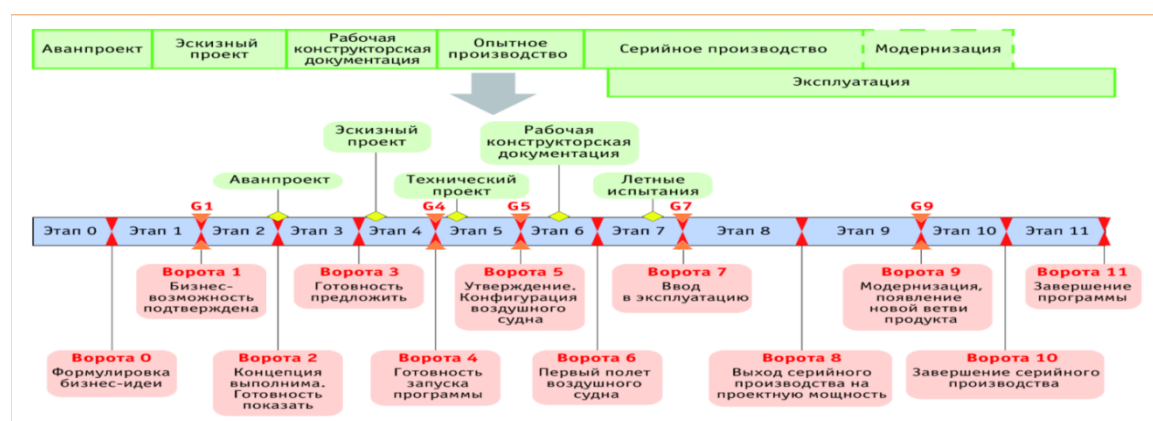 Аванпроект
Эскизный
проект
Рабочая
конструкторская
документация
Опытное
производство
Серийное производство
Модернизация
Эксплуатация
Эскизный
проект
Рабочая
конструкторская
документация
Аванпроект
Технический
проект
Летные
испытания
G1
G4
G5
G7
G9
Этап 0
Этап 1
Этап 2
Этап 3
Этап 4
Этап 5
Этап 6
Этап 7
Этап 8
Этап 9
Этап 10
Этап 11
Ворота 1
Бизнес-
возможность
подтверждена
Ворота 3
Готовность
предложить
Ворота 5
Утверждение.
Конфигурация
воздушного
судна
Ворота 7
Ввод
в эксплуатацию
Ворота 9
Модернизация,
появление
новой ветви
продукта
Ворота 11
Завершение
программы
Ворота 0
Формулировка
бизнес-идеи
Ворота 2
Концепция
выполнима.
Готовность
показать
Ворота 4
Готовность
запуска
программы
Ворота 6
Первый полет
воздушного
судна
Ворота 8
Выход серийного
производства на
проектную мощность
Ворота 10
Завершение серийного
производства